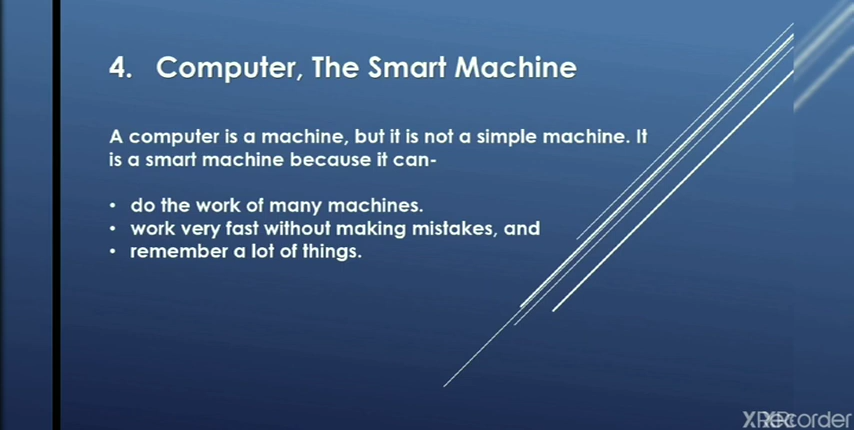 4. Computer, The Smart Machine
A computer is a machine, but it is not a simple machine. It
is a smart machine because it can-
• do the work of many machines.
• work very fast without making mistakes, and
• remember a lot of things.